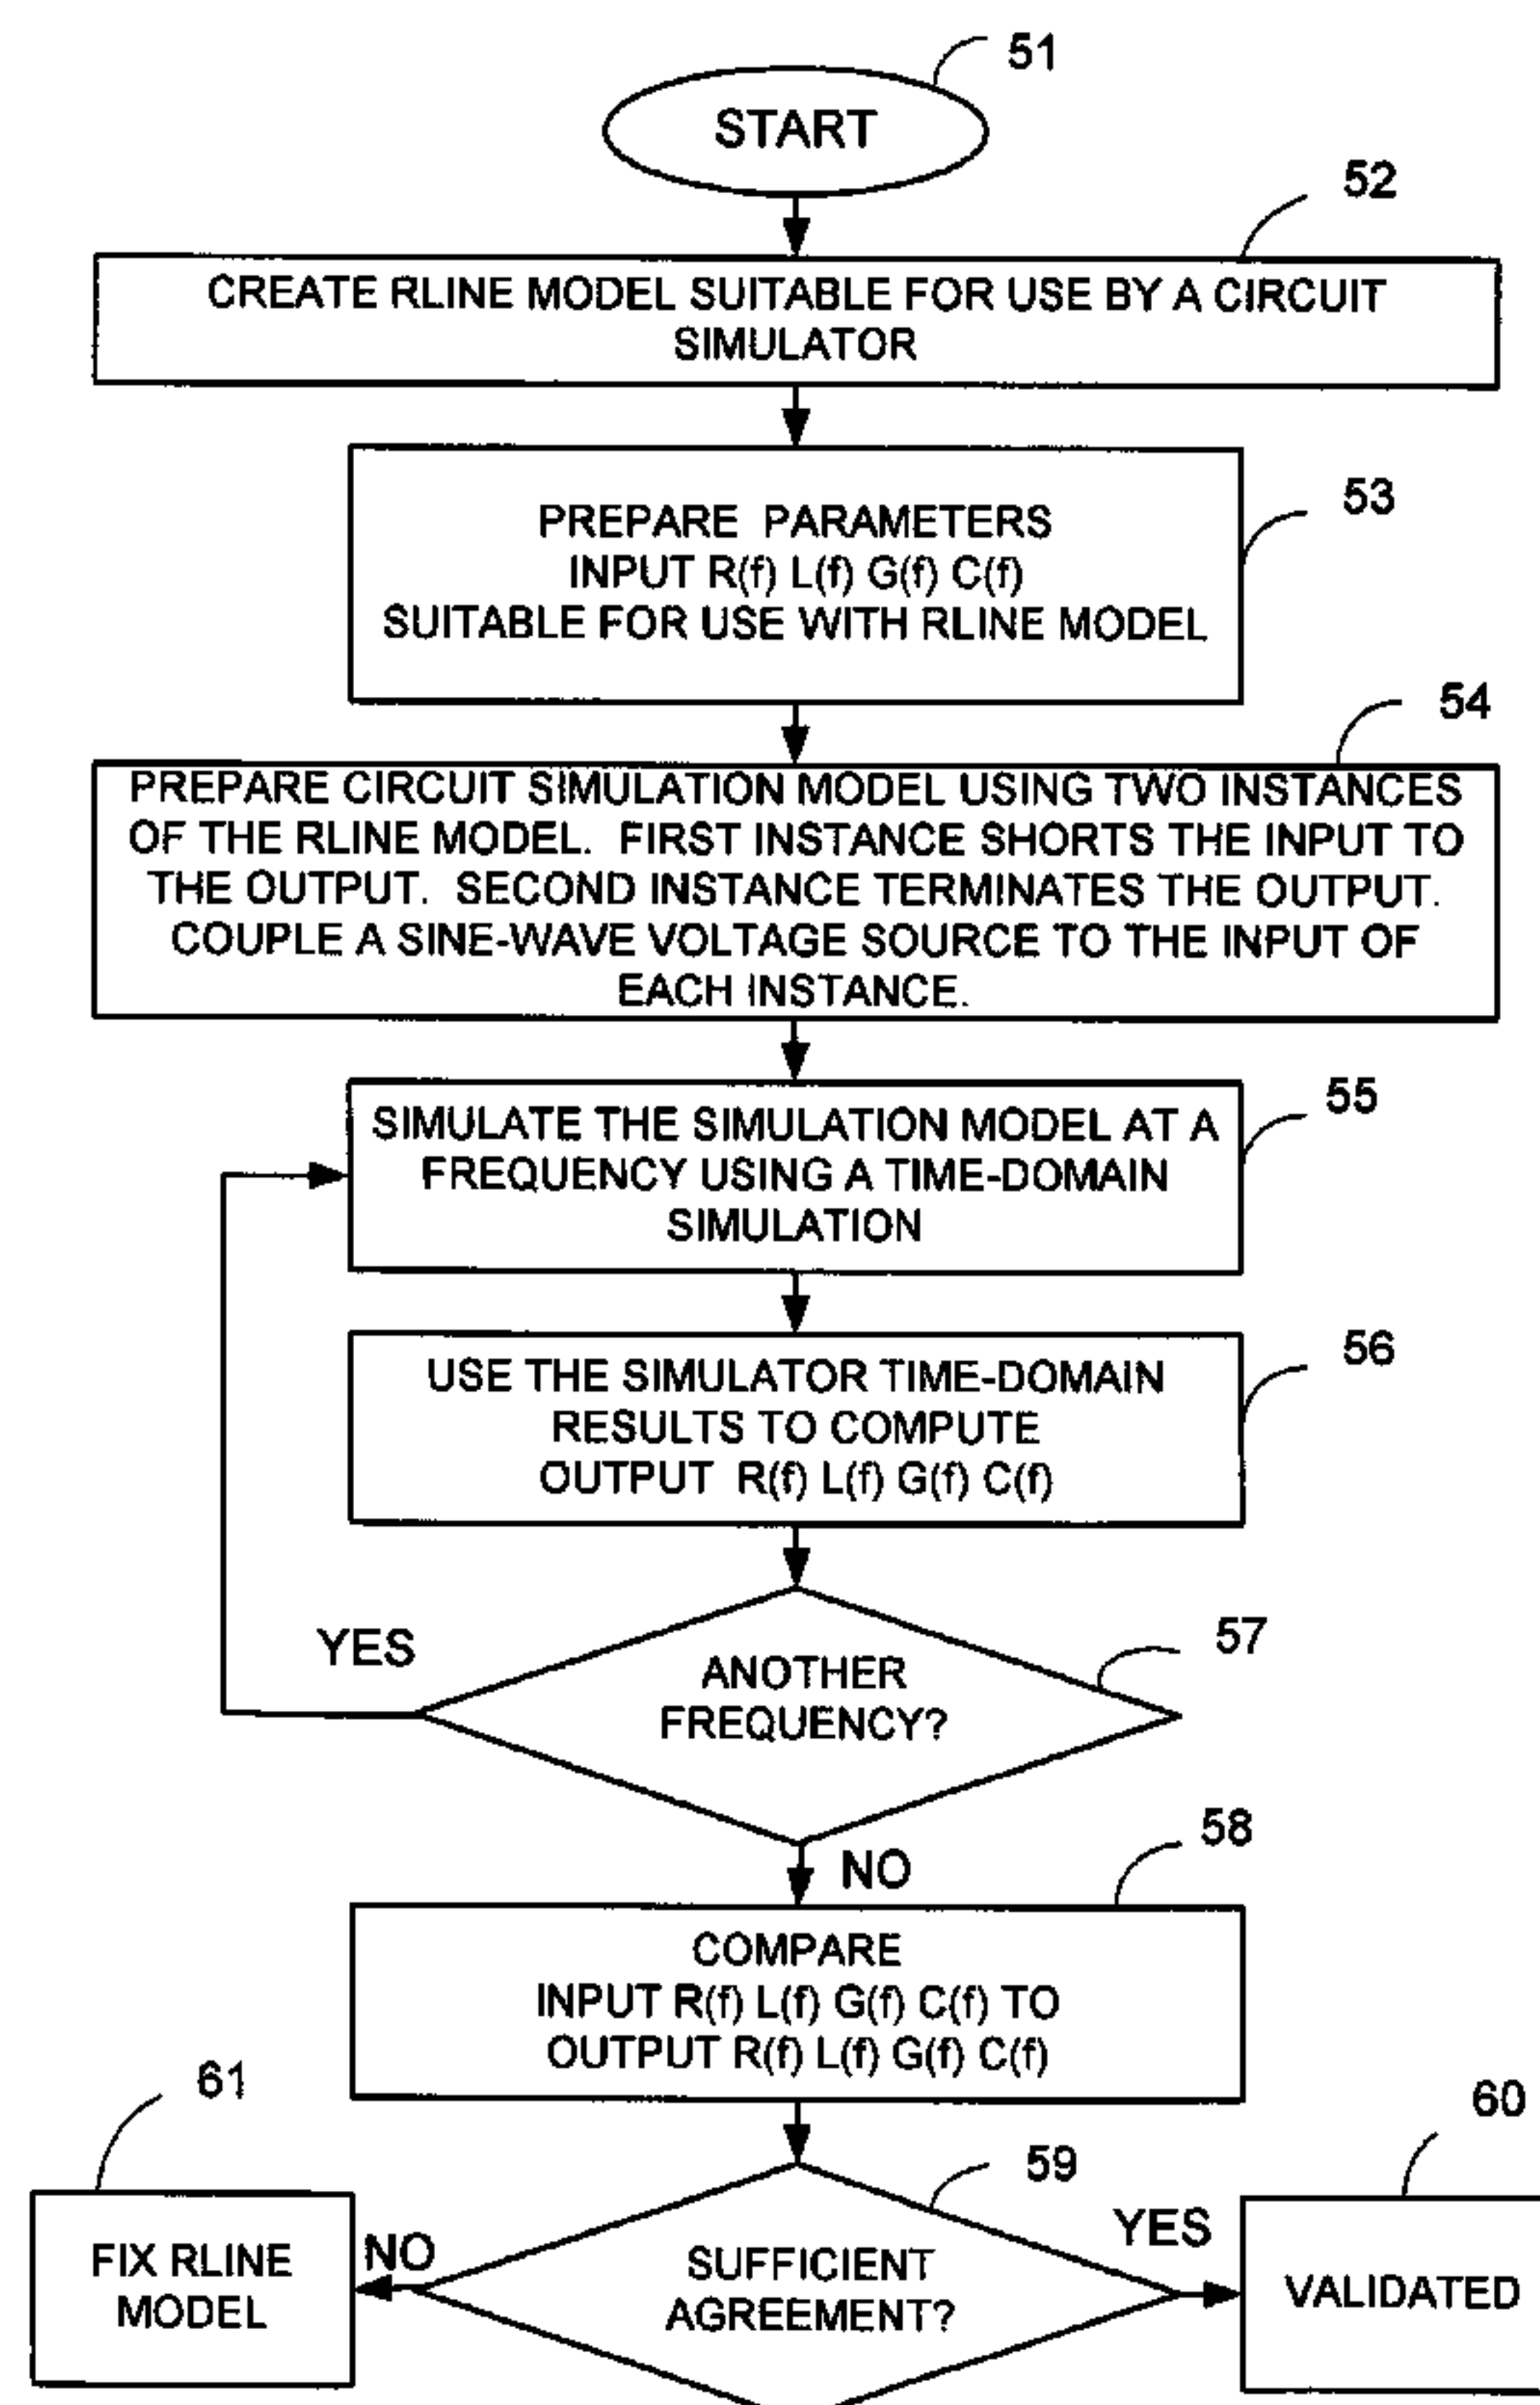 51
START
52
CREATE RLINE MODEL SUITABLE FOR USE BY A CIRCUIT
SIMULATOR
53
PREPARE PARAMETERS
INPUT R(f) L(f) G(f) C(f)
SUITABLE FOR USE WITH RLINE MODEL
54
PREPARE CIRCUIT SIMULATION MODEL USING TWO INSTANCES
OF THE RLINE MODEL. FIRST INSTANCE SHORTS THE INPUT TO
THE OUTPUT. SECOND INSTANCE TERMINATES THE OUTPUT.
COUPLE A SINE-WAVE VOLTAGE SOURCE TO THE INPUT OF
EACH INSTANCE.
55
SIMULATE THE SIMULATION MODEL AT A
FREQUENCY USING A TIME-DOMAIN
SIMULATION
56
USE THE SIMULATOR TIME-DOMAIN
RESULTS TO COMPUTE
OUTPUT R(f) L(f) G(f) C(f)
57
YES
ANOTHER
FREQUENCY?
58
NO
COMPARE
INPUT R(f) L(f) G(f) C(f) TO
OUTPUT R(f) L(f) G(f) C(f)
61
60
59
YES
NO
FIX RLINE
MODEL
SUFFICIENT
AGREEMENT?
VALIDATED